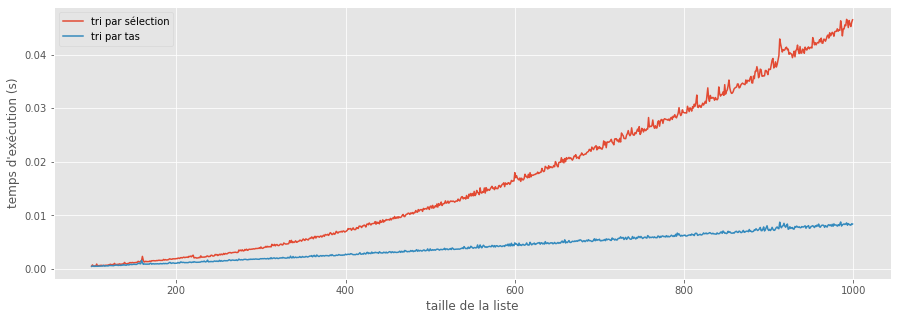 tri par sélection
tri par tas
temps d'exécution (s)
0.04
0.03
0.02
0.01
0.00
200
400
600
800
1000
taille de la liste